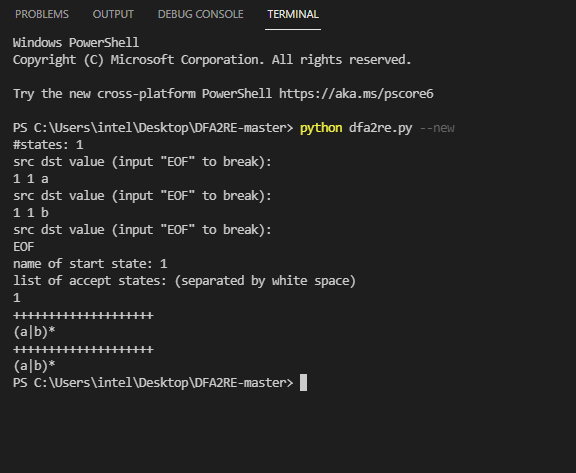 PROBLEMS OUTPUT DEBUG CONSOLE TERMINAL
Windows PowerShell
Copyright (C) Microsoft Corporation. All rights reserved.
Try the new cross-platform PowerShell https://aka.ms/pscore6
PS C:\Users\intel\Desktop\DFA2RE-master> python dfa2re.py --new
#states: 1
src dst value (input "EOF" to break):
1 1 a
src dst value (input "EOF" to break):
1 1 b
src dst value (input "EOF" to break):
EOF
name of start state: 1
list of accept states: (separated by white space)
1
++++++++++++++++++++
(a|b)*
++++++++++++++++++++
(a|b)*
PS C:\Users\intel\Desktop\DFA2RE-master>